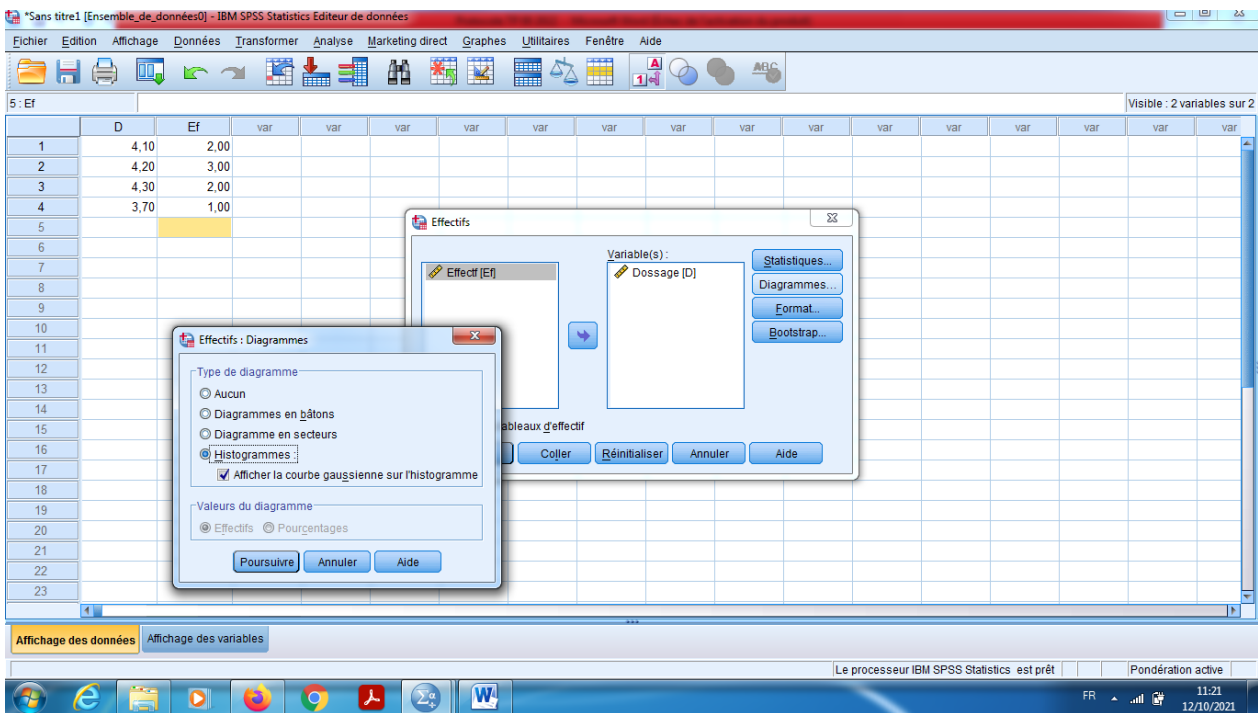 *Sans titre1 [Ensemble_de_données0] - IBM SPSS Statistics Editeur de données
Fichier Edition Affichage Données Transformer Analyse Marketing direct Graphes Utilitaires Fenêtre Aide
5 : Ef
Visible : 2 variables sur 2
D Ef var var var var var var var var var var var var var var var
1 4,10 2,00
2 4,20 3,00
3 4,30 2,00
4 3,70 1,00
5
6
7
8
9
10
11
12
13
14
15
16
17
18
19
20
21
22
23
Effectifs
Effectf [Ef]
Variable(s) :
Dossage [D]
Statistiques...
Diagrammes...
Format...
Bootstrap...
ableaux d'effectif
Coller Réinitialiser Annuler Aide
Effectifs : Diagrammes
Type de diagramme
Aucun
Diagrammes en bâtons
Diagramme en secteurs
Histogrammes :
Afficher la courbe gaussienne sur l'histogramme
Valeurs du diagramme
Effectifs Pourcentages
Poursuivre Annuler Aide
Affichage des données Affichage des variables
Le processeur IBM SPSS Statistics est prêt
Pondération active
FR
11:21
12/10/2021